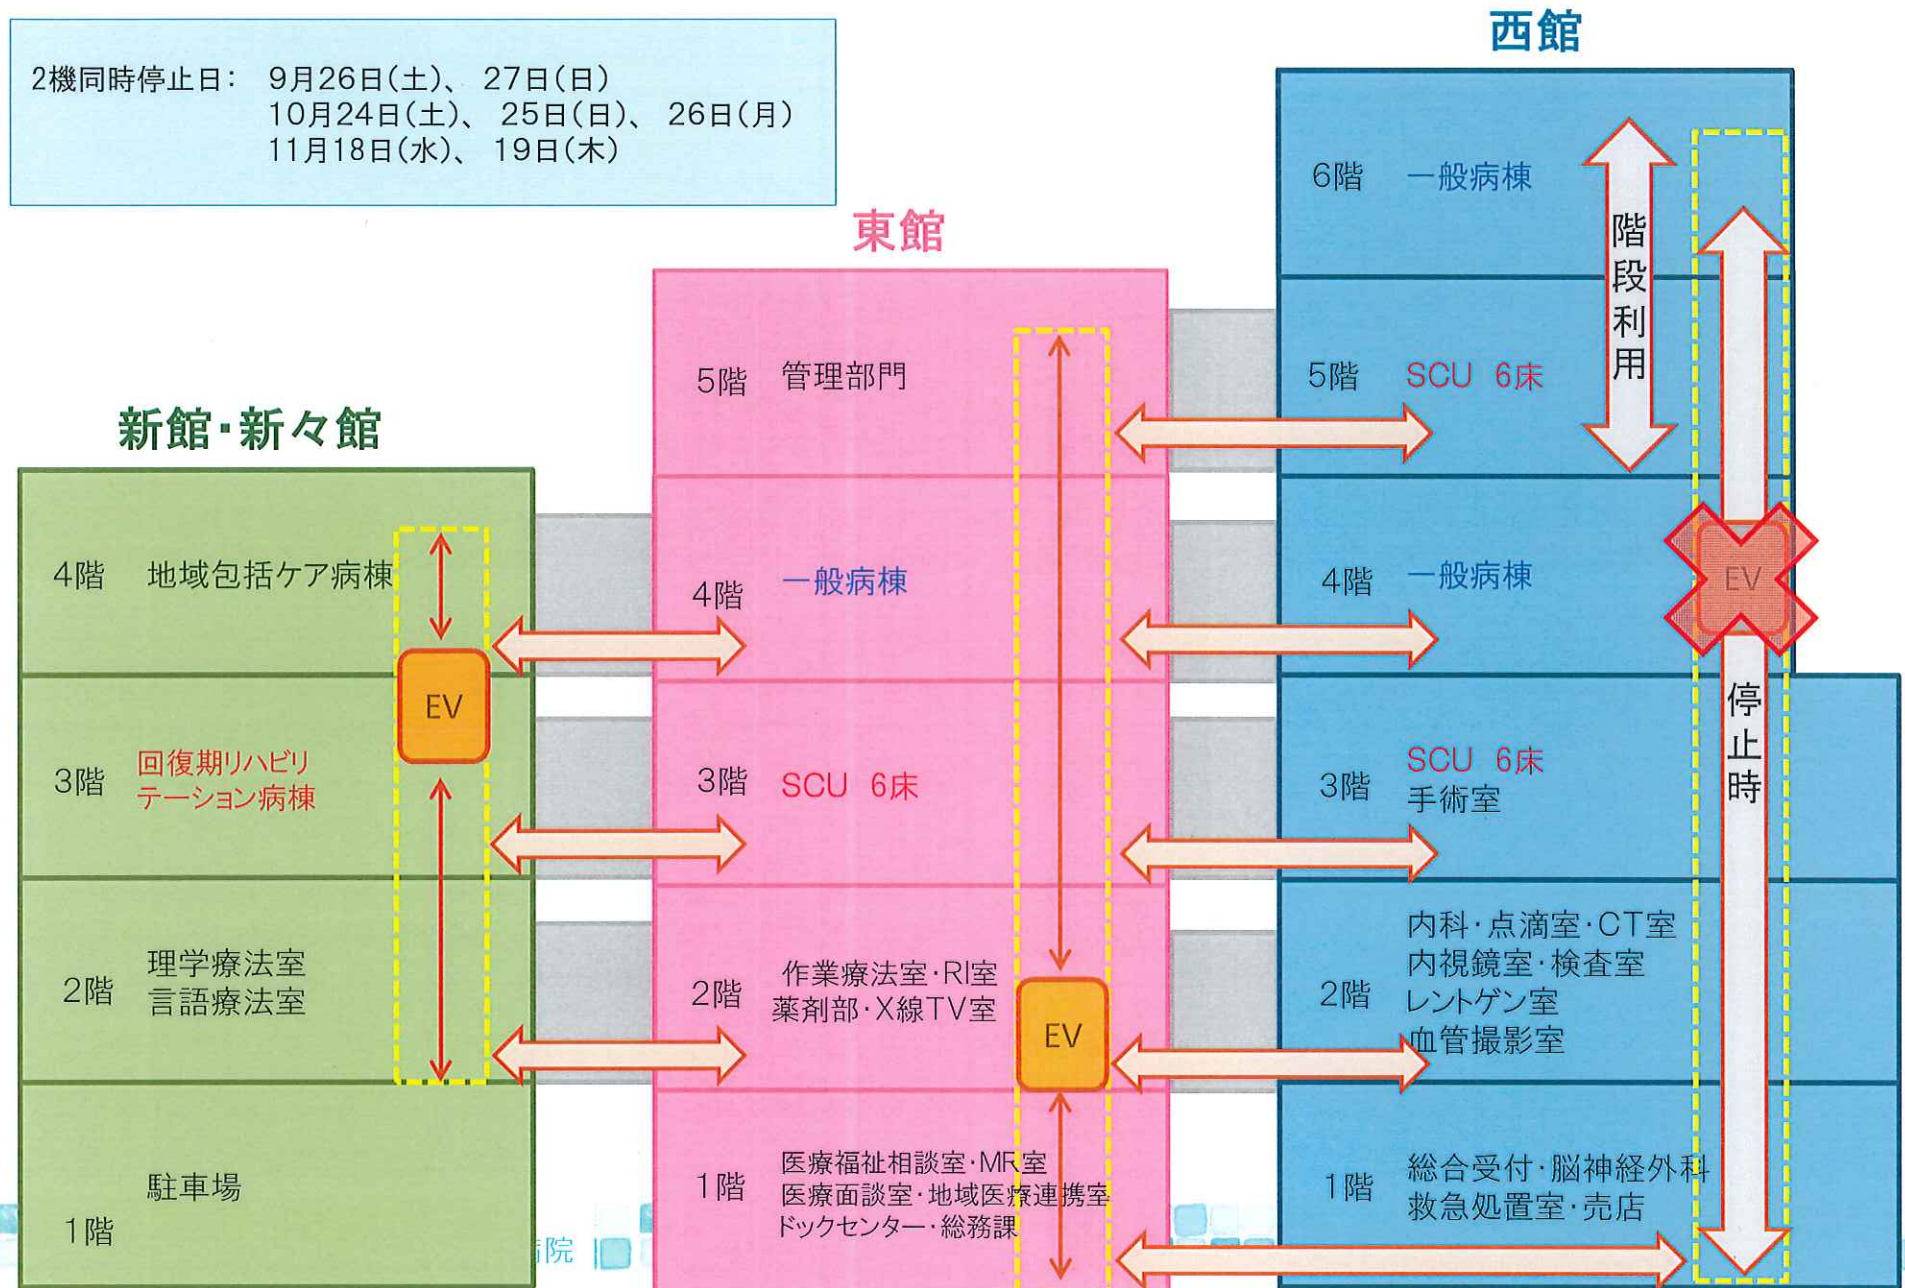 2機同時停止日： 9月26日(土)、 27日(日)
10月24日(土)、 25日(日)、 26日(月)
11月18日(水)、 19日(木)
西館
6階 一般病棟
5階 SCU 6床
4階 一般病棟
3階 SCU 6床
手術室
2階 内科・点滴室・CT室
内視鏡室・検査室
レントゲン室
血管撮影室
1階 総合受付・脳神経外科
救急処置室・売店
階段利用
EV
停止時
東館
5階 管理部門
4階 一般病棟
3階 SCU 6床
2階 作業療法室・RI室
薬剤部・X線TV室
EV
1階 医療福祉相談室・MR室
医療面談室・地域医療連携室
ドックセンター・総務課
新館・新々館
4階 地域包括ケア病棟
EV
3階 回復期リハビリ
テーション病棟
2階 理学療法室
言語療法室
駐車場
1階
院